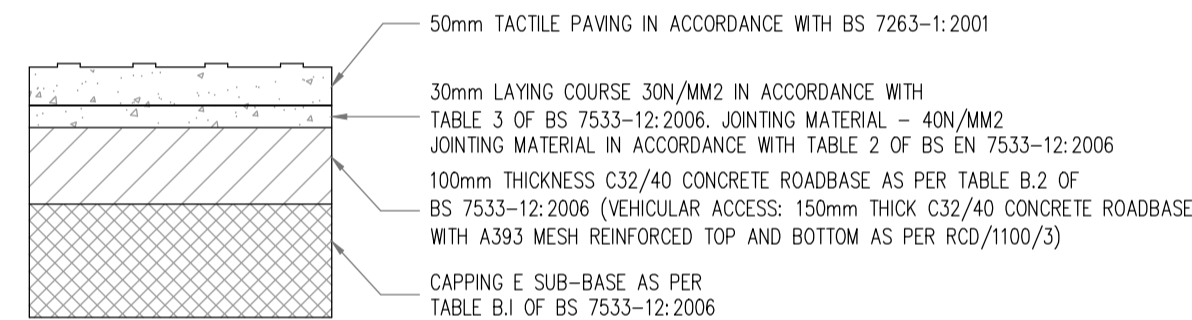 50mm TACTILE PAVING IN ACCORDANCE WITH BS 7263-1:2001
30mm LAYING COURSE 30N/MM2 IN ACCORDANCE WITH
TABLE 3 OF BS 7533-12:2006. JOINTING MATERIAL - 40N/MM2
JOINTING MATERIAL IN ACCORDANCE WITH TABLE 2 OF BS EN 7533-12:2006
100mm THICKNESS C32/40 CONCRETE ROADBASE AS PER TABLE B.2 OF
BS 7533-12:2006 (VEHICULAR ACCESS: 150mm THICK C32/40 CONCRETE ROADBASE
WITH A393 MESH REINFORCED TOP AND BOTTOM AS PER RCD/1100/3)
CAPPING E SUB-BASE AS PER
TABLE B.I OF BS 7533-12:2006